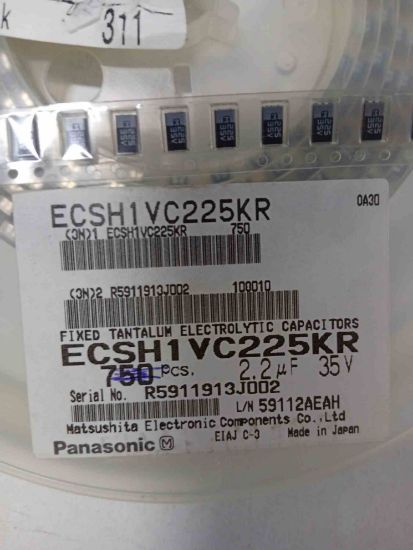 k 311
ECSH1VC225KR 0A30
(3N)1 ECSH1VC225KR 750
(3N)2 R5911913J002 100010
FIXED TANTALUM ELECTROLYTIC CAPACITORS
ECSH1VC225KR
750 PCS. 2.2μF 35V
Serial No. R5911913J002
L/N 59112AEAH
Matsushita Electronic Components Co.,Ltd
Panasonic M EIAJ C-3 Made in Japan